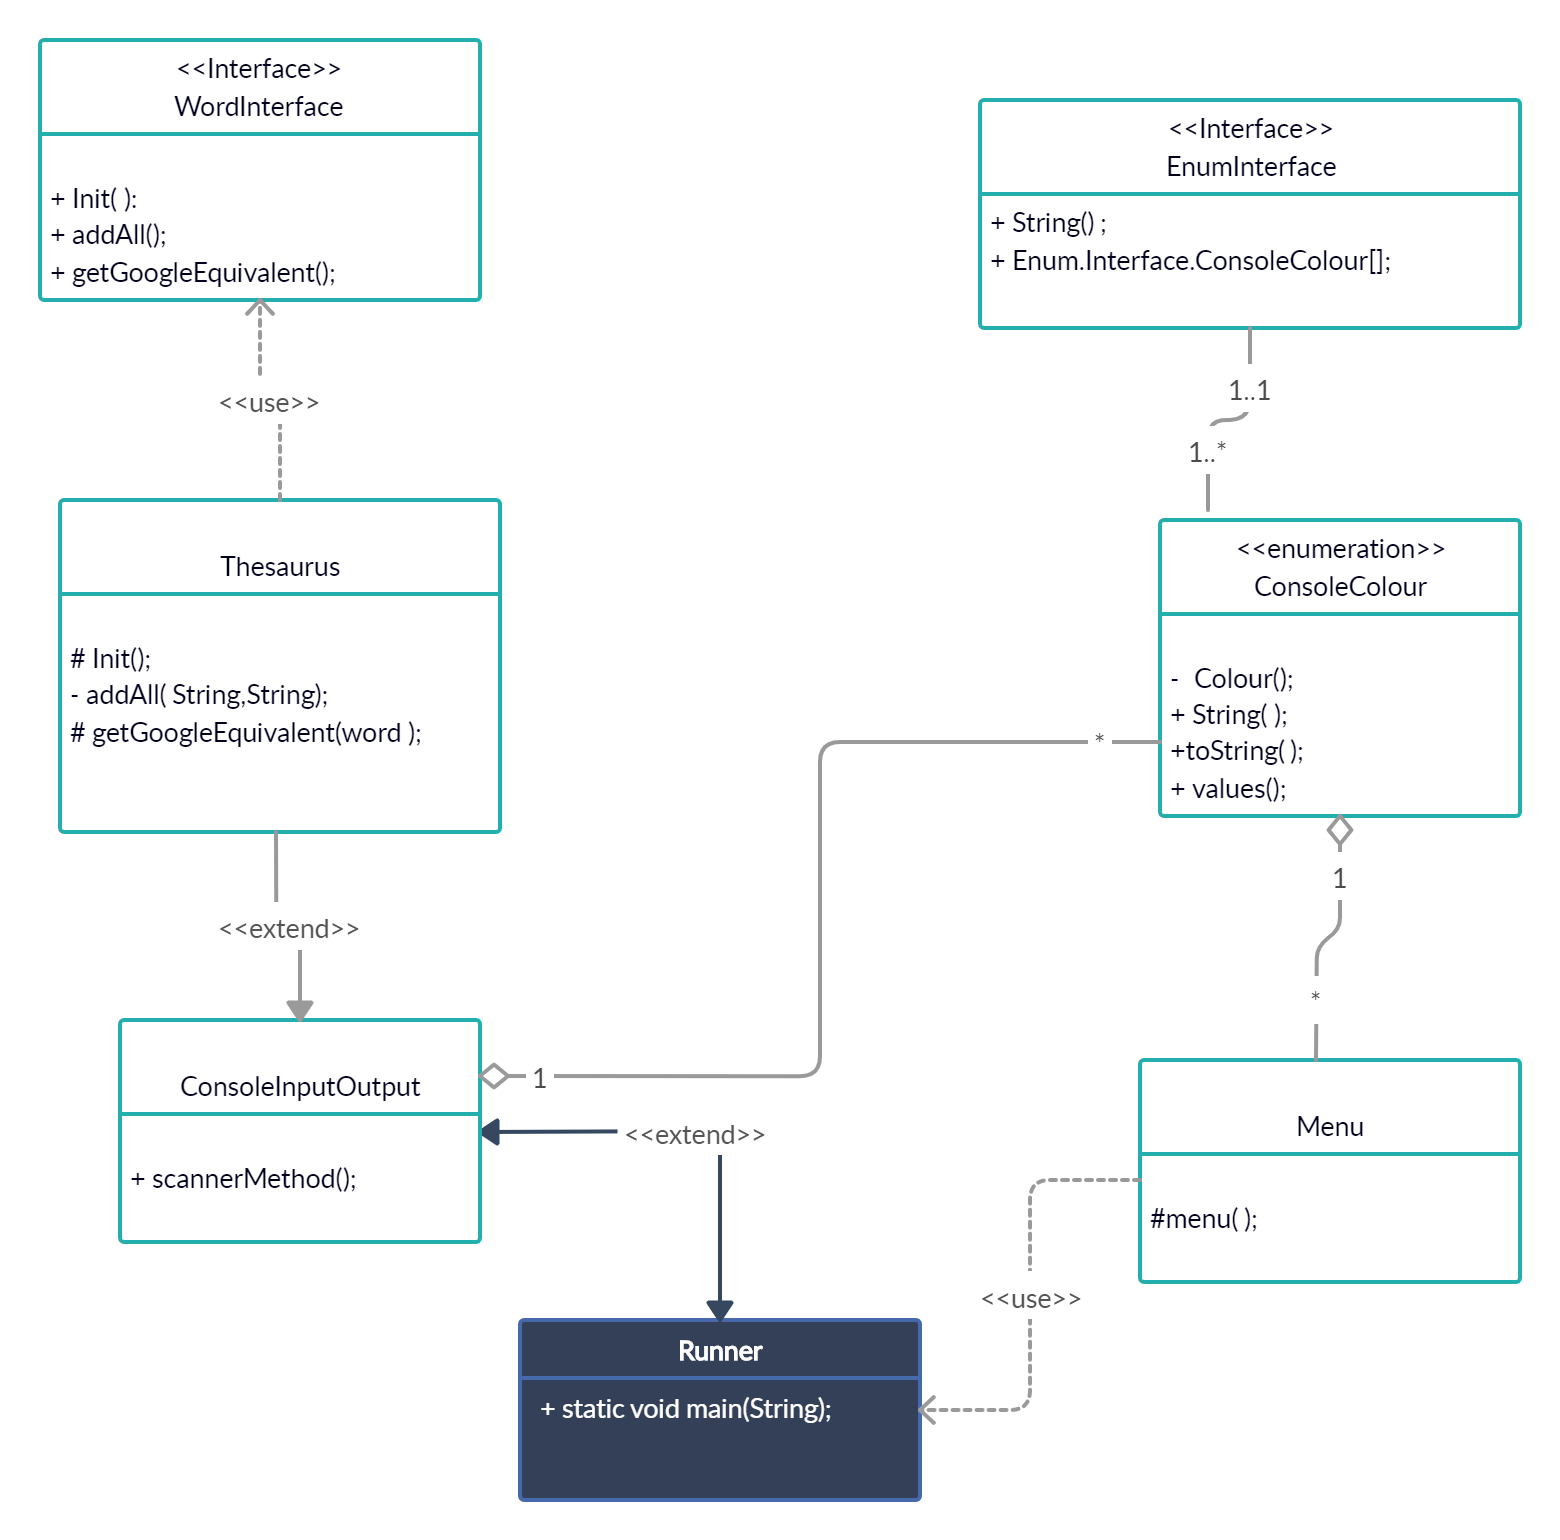 <<Interface>>
WordInterface
+ Init( ):
+ addAll();
+ getGoogleEquivalent();
<<Interface>>
EnumInterface
+ String() ;
+ Enum.Interface.ConsoleColour[];
<<use>>
1..1
1..*
Thesaurus
# Init();
- addAll( String,String);
# getGoogleEquivalent(word );
<<enumeration>>
ConsoleColour
- Colour();
+ String( );
+toString( );
+ values();
*
1
*
<<extend>>
ConsoleInputOutput
+ scannerMethod();
1
<<extend>>
Menu
#menu( );
<<use>>
Runner
+ static void main(String);